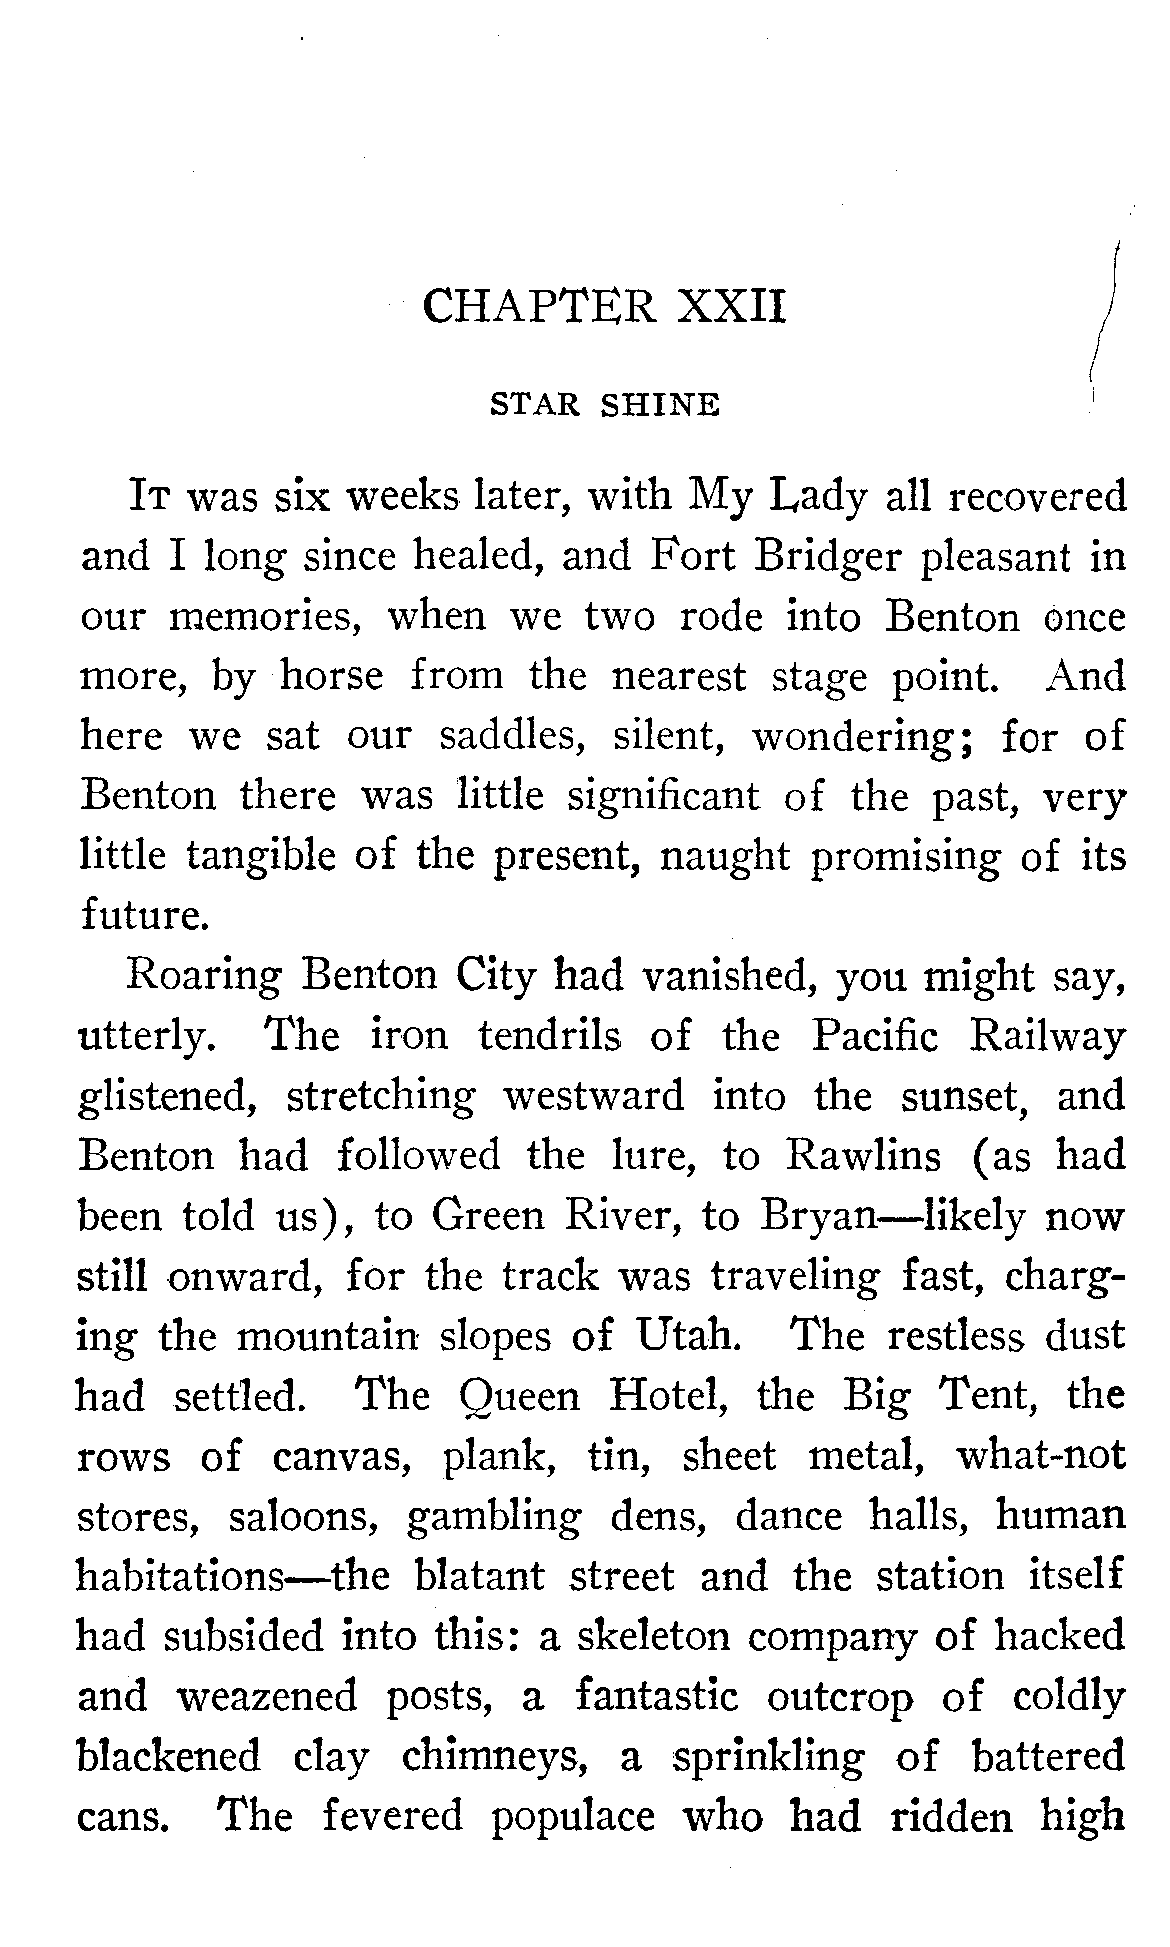 CHAPTER XXII
STAR SHINE
It was six weeks later, with My Lady all recovered
and I long since healed, and Fort Bridger pleasant in
our memories, when we two rode into Benton once
more, by horse from the nearest stage point. And
here we sat our saddles, silent, wondering; for of
Benton there was little significant of the past, very
little tangible of the present, naught promising of its
future.
Roaring Benton City had vanished, you might say,
utterly. The iron tendrils of the Pacific Railway
glistened, stretching westward into the sunset, and
Benton had followed the lure, to Rawlins (as had
been told us), to Green River, to Bryan—likely now
still onward, for the track was traveling fast, charg-
ing the mountain slopes of Utah. The restless dust
had settled. The Queen Hotel, the Big Tent, the
rows of canvas, plank, tin, sheet metal, what-not
stores, saloons, gambling dens, dance halls, human
habitations—the blatant street and the station itself
had subsided into this: a skeleton company of hacked
and weazened posts, a fantastic outcrop of coldly
blackened clay chimneys, a sprinkling of battered
cans. The fevered populace who had ridden high